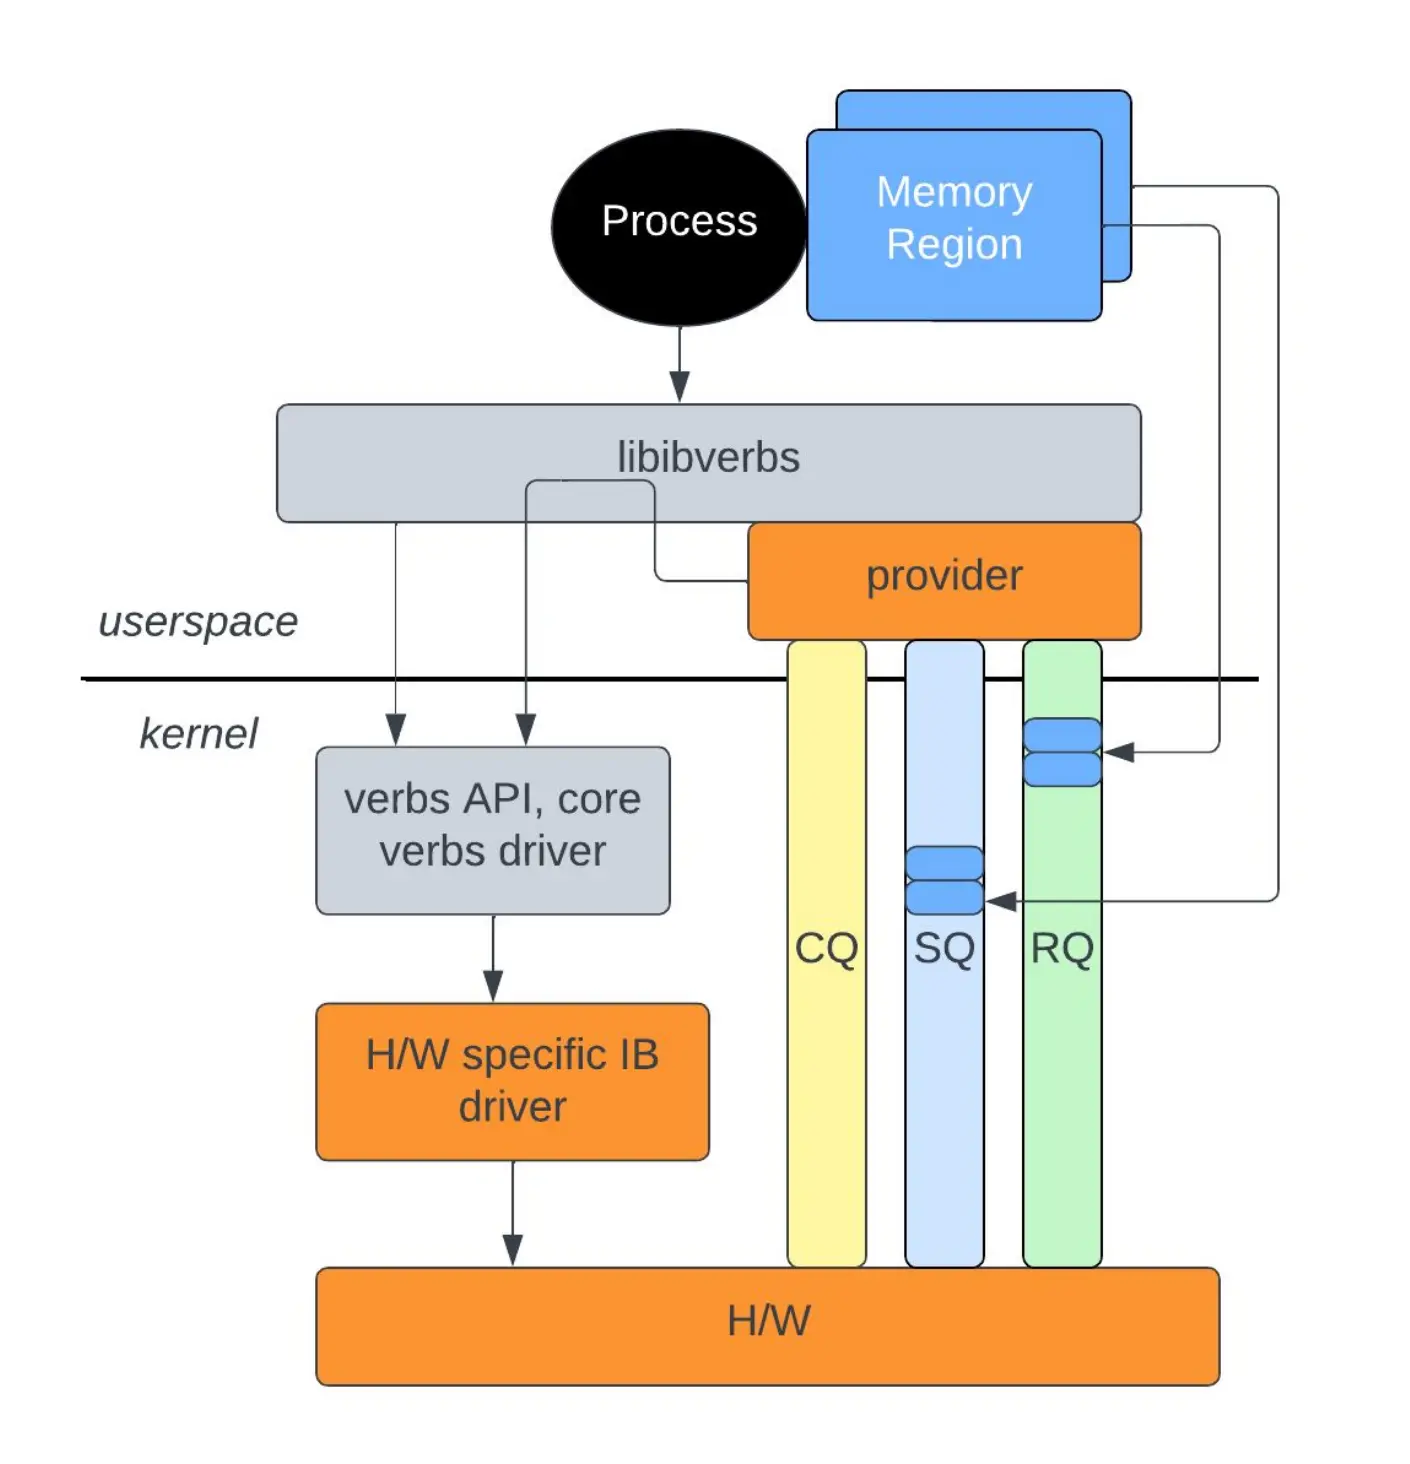 Process
Memory
Region
libibverbs
provider
userspace
kernel
verbs API, core
verbs driver
CQ
SQ
RQ
H/W specific IB
driver
H/W